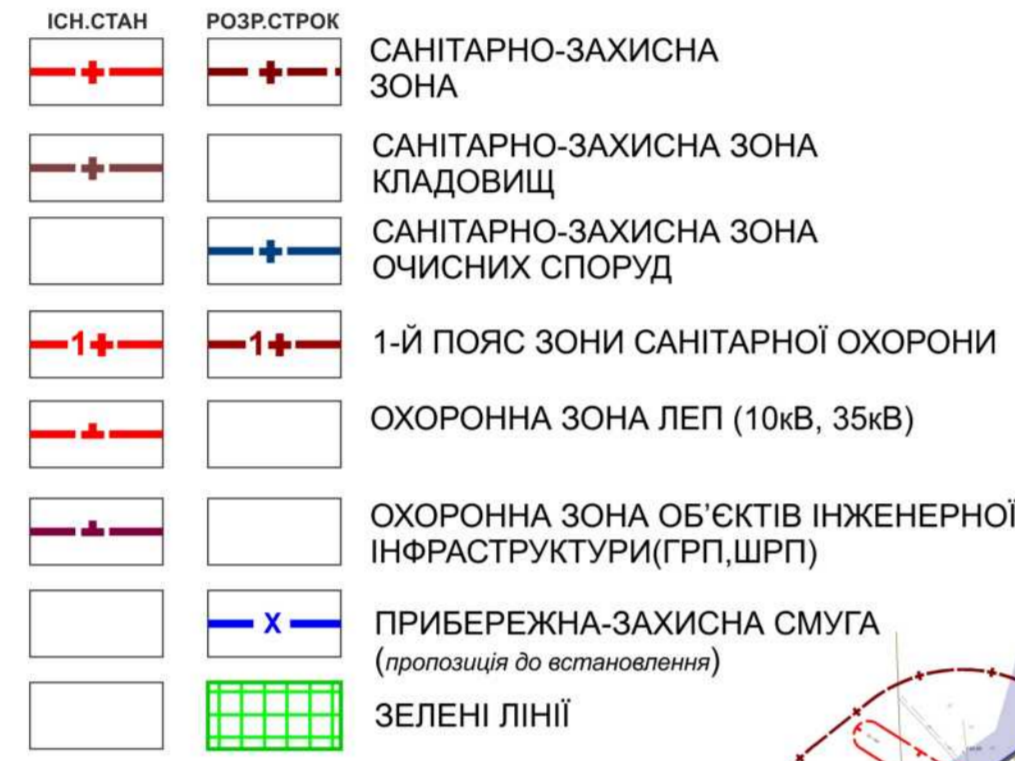 ІСН.СТАН РОЗР.СТРОК
САНІТАРНО-ЗАХИСНА
ЗОНА
САНІТАРНО-ЗАХИСНА ЗОНА
КЛАДОВИЩ
САНІТАРНО-ЗАХИСНА ЗОНА
ОЧИСНИХ СПОРУД
1 1 1-Й ПОЯС ЗОНИ САНІТАРНОЇ ОХОРОНИ
ОХОРОННА ЗОНА ЛЕП (10кВ, 35кВ)
ОХОРОННА ЗОНА ОБ’ЄКТІВ ІНЖЕНЕРНОЇ
ІНФРАСТРУКТУРИ(ГРП,ШРП)
X ПРИБЕРЕЖНА-ЗАХИСНА СМУГА
(пропозиція до встановлення)
ЗЕЛЕНІ ЛІНІЇ